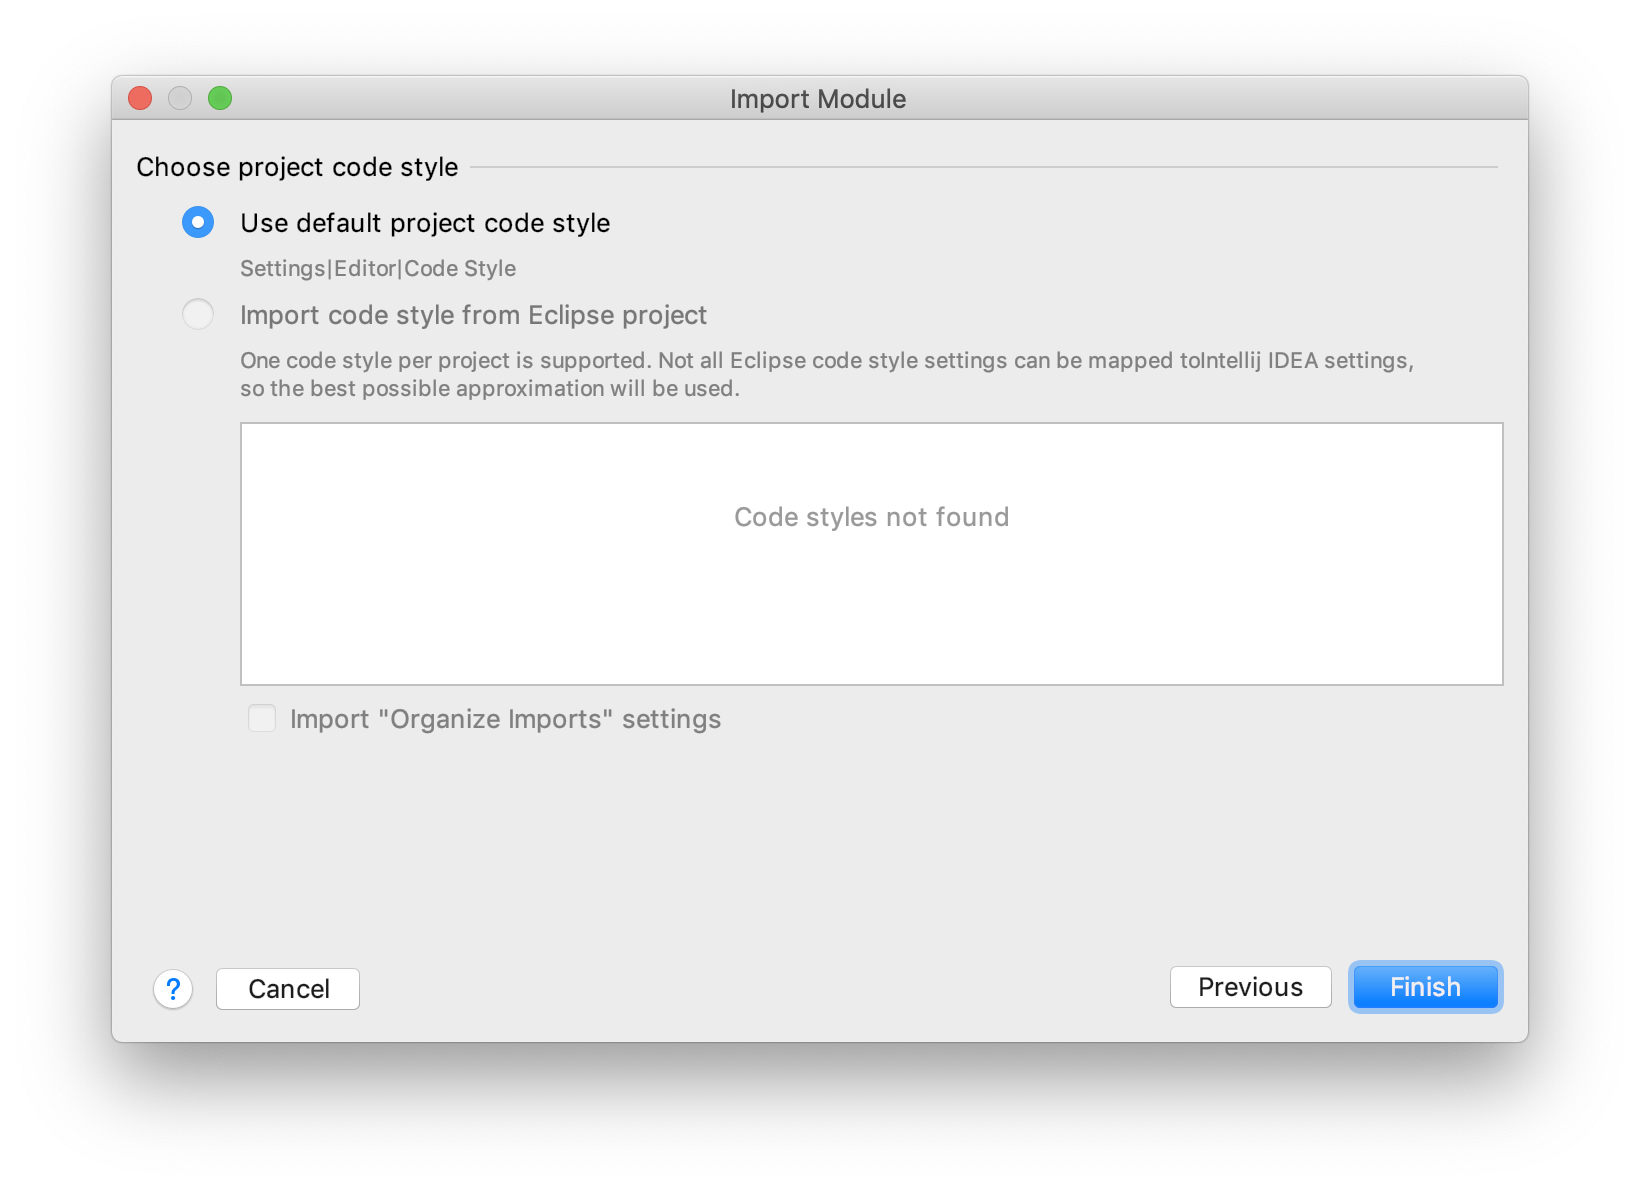 Import Module
Choose project code style
Use default project code style
Settings|Editor|Code Style
Import code style from Eclipse project
One code style per project is supported. Not all Eclipse code style settings can be mapped toIntellij IDEA settings,
so the best possible approximation will be used.
Code styles not found
Import "Organize Imports" settings
?
Cancel
Previous
Finish